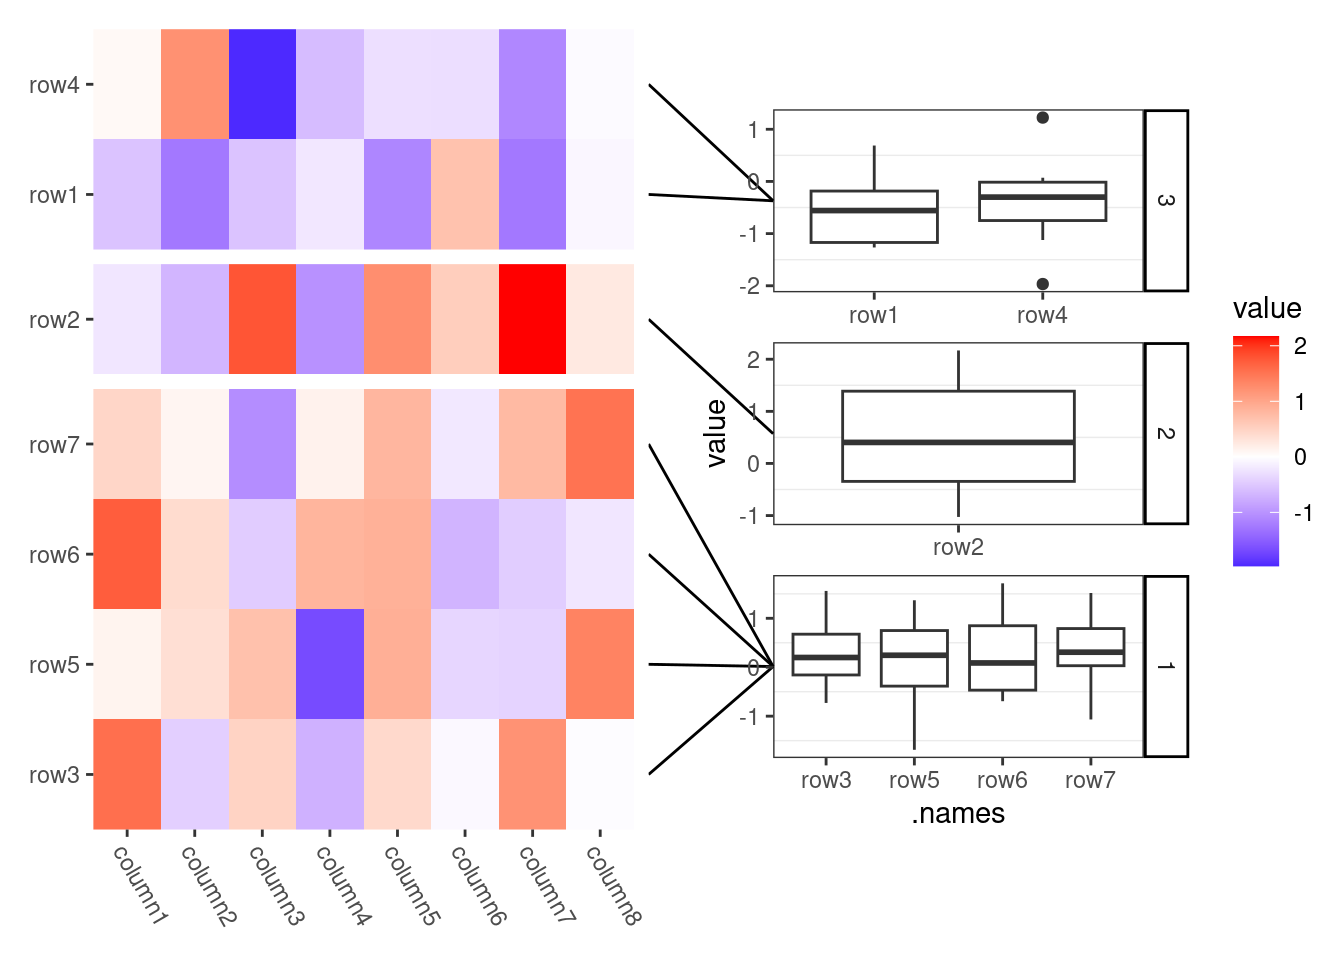 row4
row1
row2
row7
row6
row5
row3
column1
column2
column3
column4
column5
column6
column7
column8
value
1
0
-1
-2
row1
row4
3
2
1
0
-1
row2
2
1
0
-1
row3
row5
row6
row7
1
.names
value
2
1
0
-1